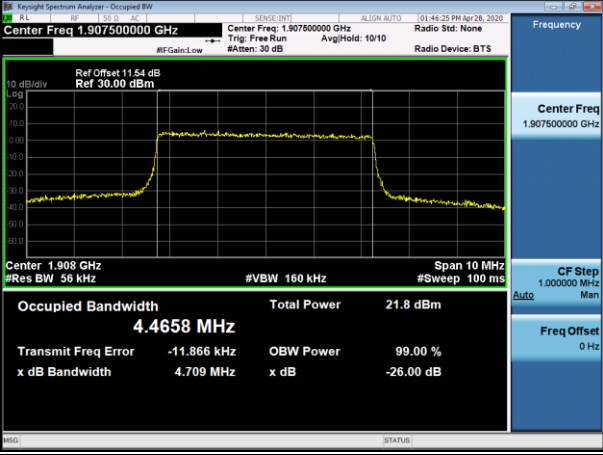 Keysight Spectrum Analyzer - Occupied BW
RL RF 50 Ω AC SENSE:INT ALIGN AUTO 01:46:25 PM Apr 28, 2020
Center Freq 1.907500000 GHz
Center Freq: 1.907500000 GHz
Radio Std: None
Trig: Free Run Avg|Hold: 10/10
#IFGain:Low #Atten: 30 dB Radio Device: BTS
Ref Offset 11.54 dB
10 dB/div Ref 30.00 dBm
Log
20.0
10.0
0.00
-10.0
-20.0
-30.0
-40.0
-50.0
-60.0
Center 1.908 GHz Span 10 MHz
#Res BW 56 kHz #VBW 160 kHz #Sweep 100 ms
Occupied Bandwidth Total Power 21.8 dBm
4.4658 MHz
Transmit Freq Error -11.866 kHz OBW Power 99.00 %
x dB Bandwidth 4.709 MHz x dB -26.00 dB
MSG STATUS
Frequency
Center Freq
1.907500000 GHz
CF Step
1.000000 MHz
Auto Man
Freq Offset
0 Hz